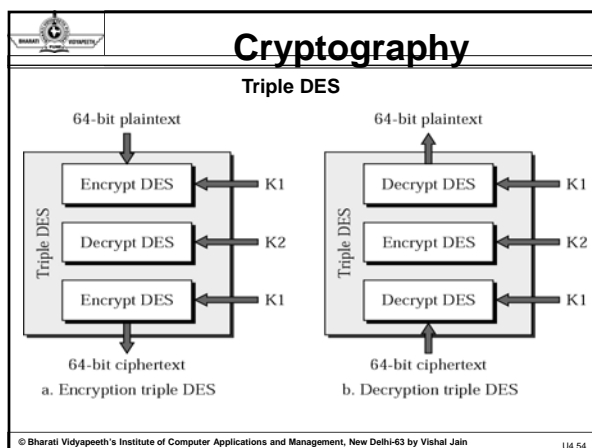 BHARATI VIDYAPEETH
PUNE
Cryptography
Triple DES
64-bit plaintext
Triple DES
Encrypt DES K1
Decrypt DES K2
Encrypt DES K1
64-bit ciphertext
a. Encryption triple DES
64-bit plaintext
Triple DES
Decrypt DES K1
Encrypt DES K2
Decrypt DES K1
64-bit ciphertext
b. Decryption triple DES
© Bharati Vidyapeeth's Institute of Computer Applications and Management, New Delhi-63 by Vishal Jain
U4.54